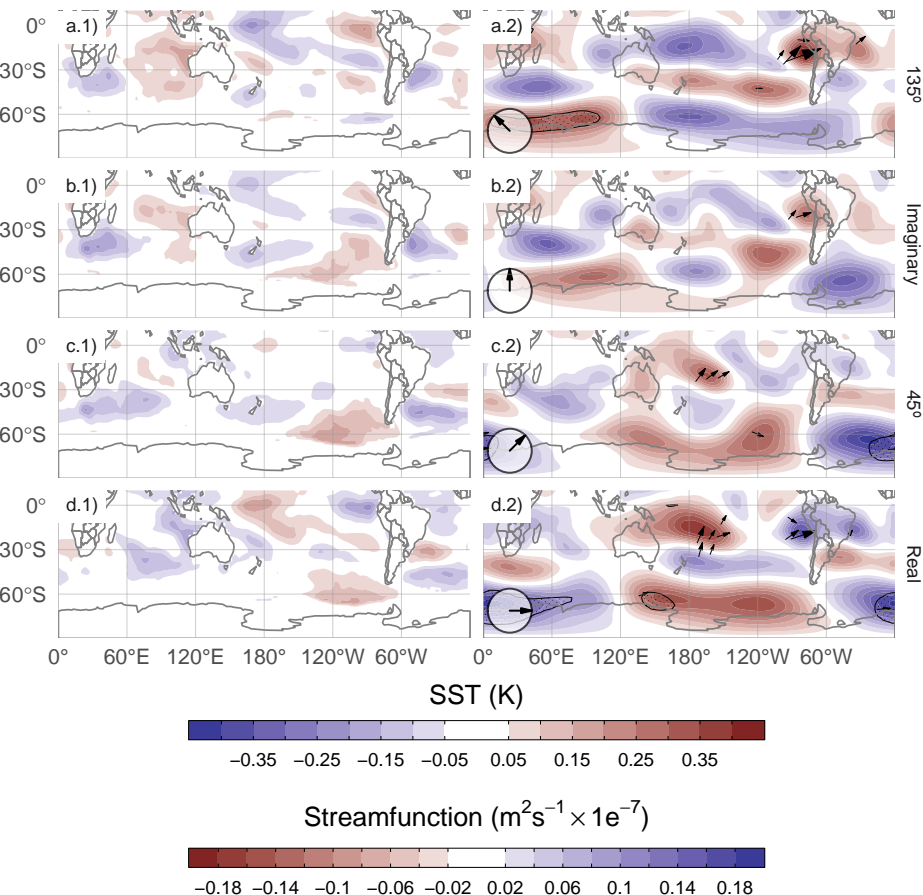 a.1)
a.2)
0°
30°S
60°S
135º
b.1)
b.2)
0°
30°S
60°S
Imaginary
c.1)
c.2)
0°
30°S
60°S
45º
d.1)
d.2)
0°
30°S
60°S
Real
0° 60°E 120°E 180° 120°W 60°W
0° 60°E 120°E 180° 120°W 60°W
SST (K)
−0.35 −0.25 −0.15 −0.05 0.05 0.15 0.25 0.35
Streamfunction (m²s⁻¹ × 1e⁻⁷)
−0.18 −0.14 −0.1 −0.06 −0.02 0.02 0.06 0.1 0.14 0.18